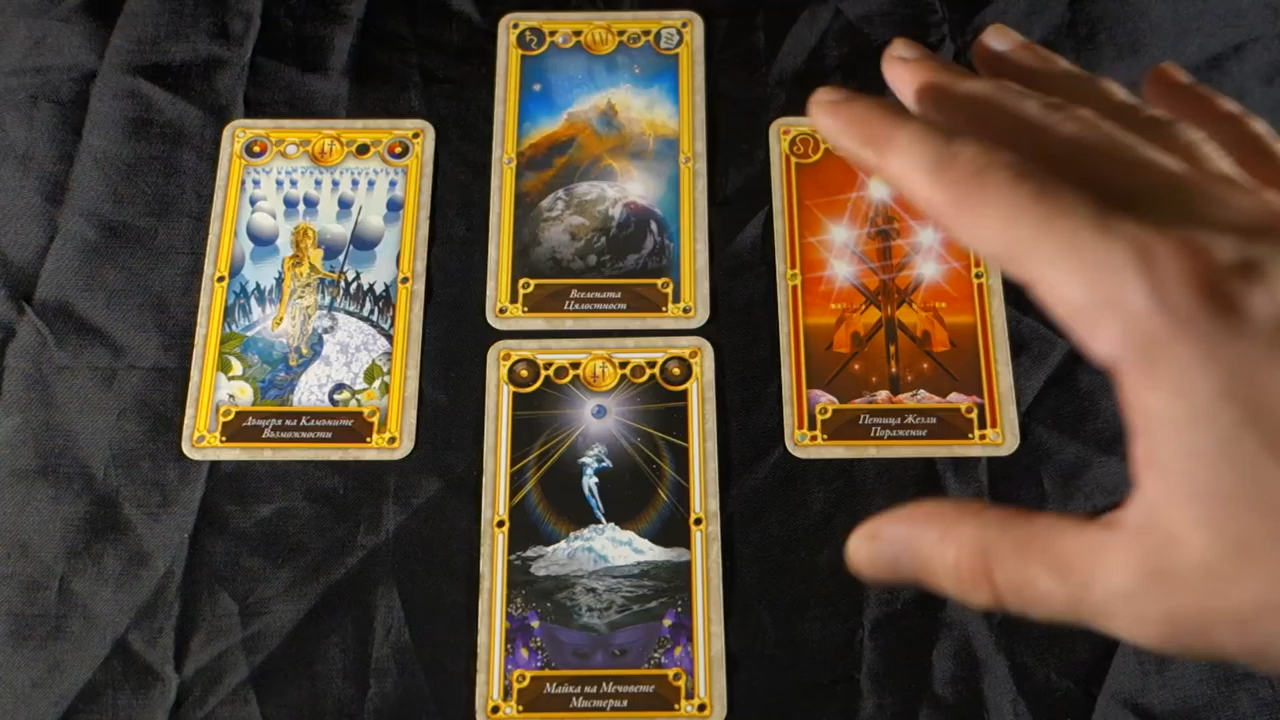 Вселената
Цялостност
Дъщеря на Камъните
Възможности
Петица Жезли
Поражение
Майка на Мечовете
Мистерия